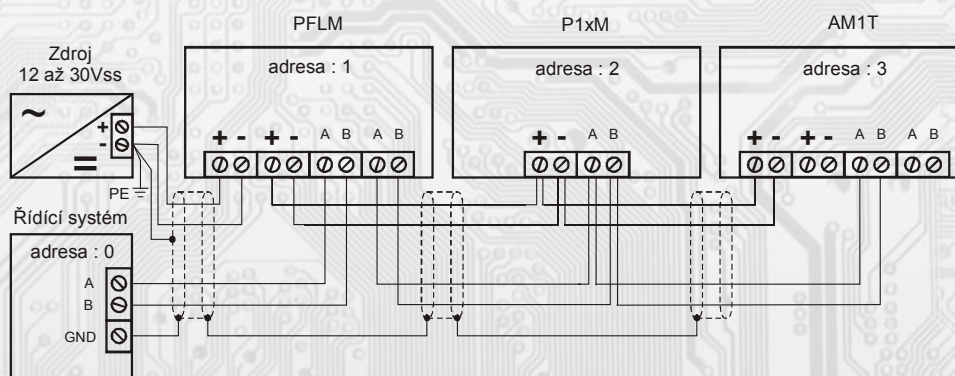 PFLM
P1xM
AM1T
Zdroj
12 až 30Vss
adresa : 1
adresa : 2
adresa : 3
~
=
+
-
+ - + - A B A B
+ - A B
+ - + - A B A B
PE
Řídící systém
adresa : 0
A
B
GND